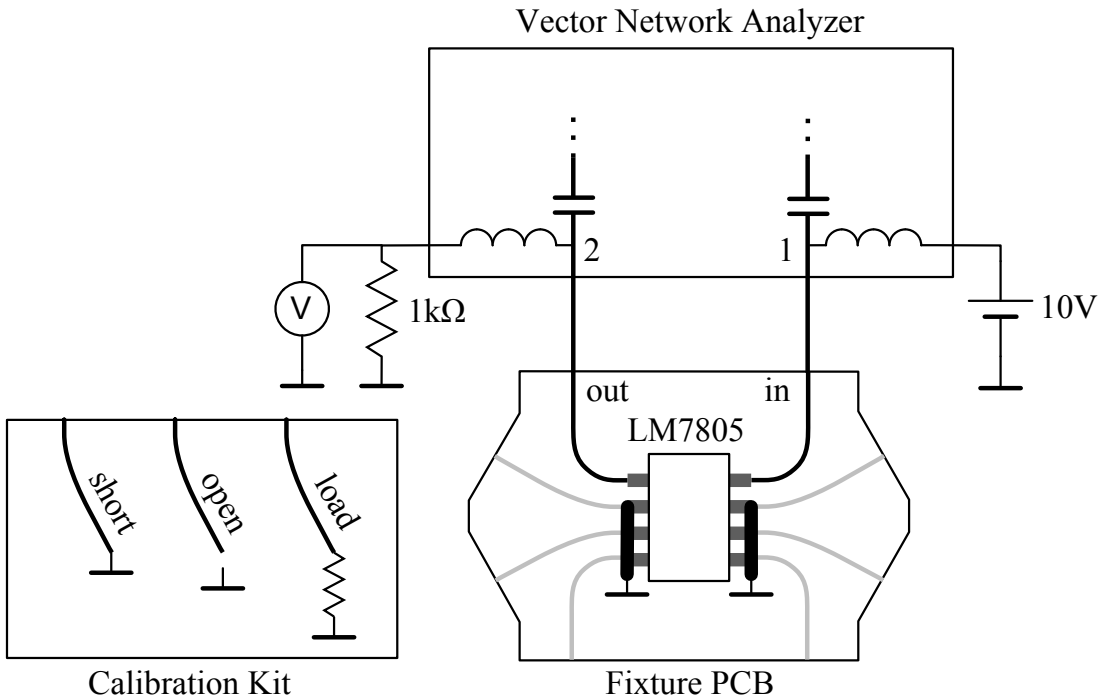 Vector Network Analyzer
2
1
V
1kΩ
10V
out
in
LM7805
short
open
load
Calibration Kit
Fixture PCB